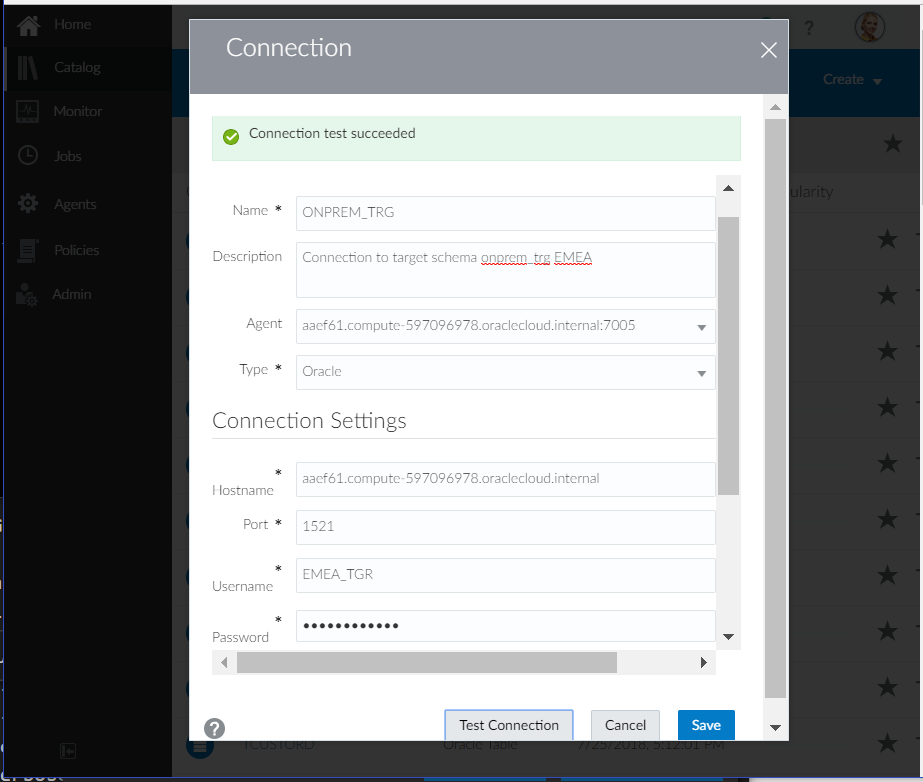 Home
Connection
?
Catalog
Create
Monitor
Connection test succeeded
Jobs
ularity
Agents
Name * ONPREM_TRG
Policies
Description Connection to target schema onprem_trg EMEA
Admin
Agent aaef61.compute-597096978.oraclecloud.internal:7005
Type * Oracle
Connection Settings
Hostname * aaef61.compute-597096978.oraclecloud.internal
Port * 1521
Username * EMEA_TGR
Password * ••••••••••••
? Test Connection Cancel Save
TCUSTORD Oracle Table 7/25/2018, 5:12:01 PM